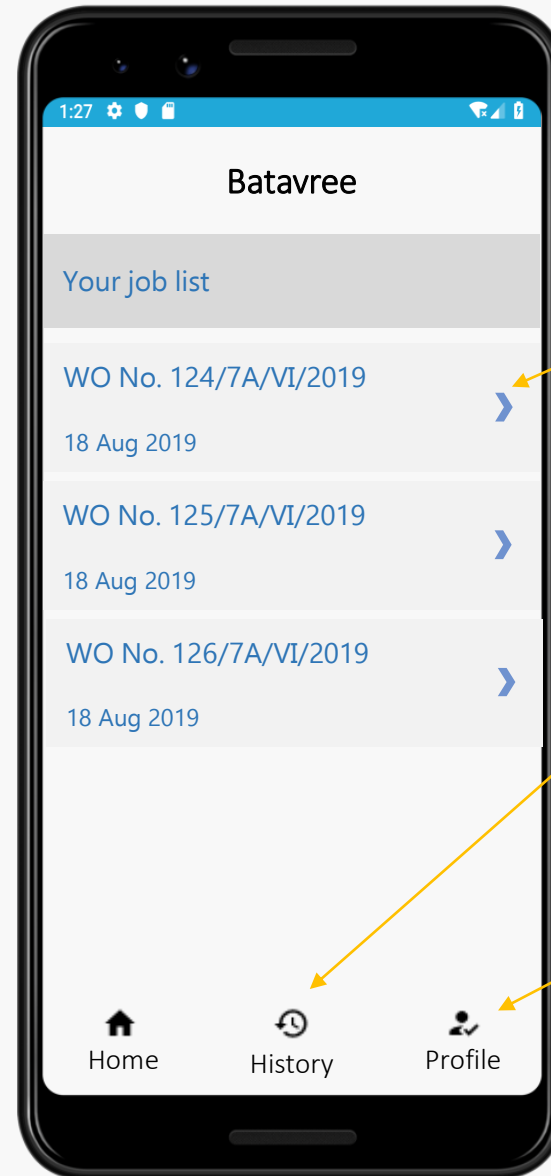 1:27
Batavree
Your job list
WO No. 124/7A/VI/2019
18 Aug 2019
WO No. 125/7A/VI/2019
18 Aug 2019
WO No. 126/7A/VI/2019
18 Aug 2019
Home History Profile